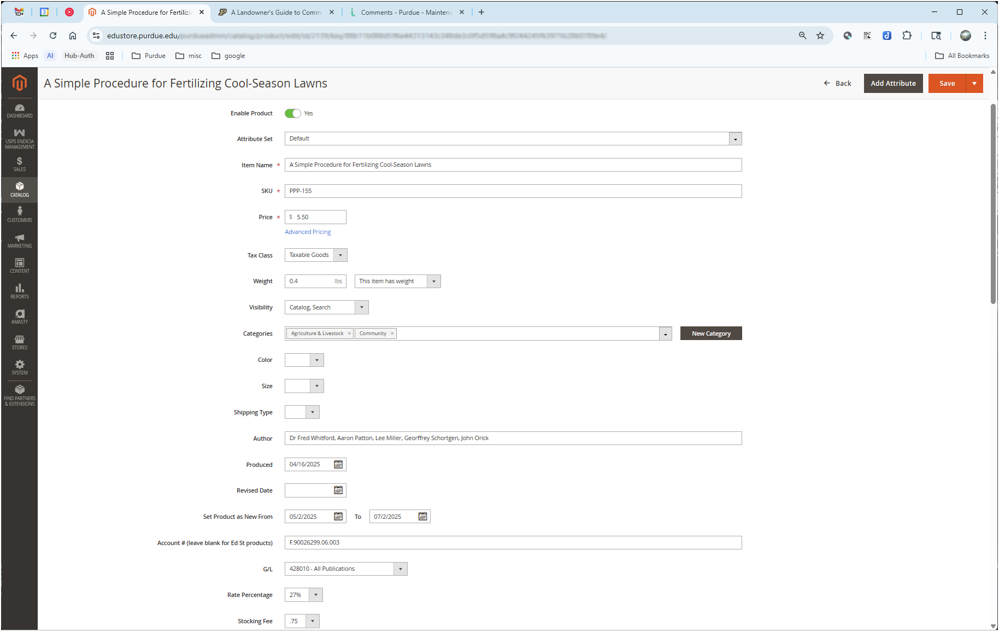 A Simple Procedure for Fertilizi
A Landowner's Guide to Comm
Comments - Purdue - Maintena
edustore.purdue.edu/
Apps
AI
Hub-Auth
Purdue
misc
google
All Bookmarks
A Simple Procedure for Fertilizing Cool-Season Lawns
Back
Add Attribute
Save
DASHBOARD
USPS ENDICIA
MANAGEMENT
SALES
CATALOG
CUSTOMERS
MARKETING
CONTENT
REPORTS
AMASTY
STORES
SYSTEM
FIND PARTNERS
& EXTENSIONS
Enable Product Yes
Attribute Set Default
Item Name * A Simple Procedure for Fertilizing Cool-Season Lawns
SKU * PPP-155
Price * $ 5.50
Advanced Pricing
Tax Class Taxable Goods
Weight 0.4 lbs This item has weight
Visibility Catalog, Search
Categories Agriculture & Livestock × Community × New Category
Color
Size
Shipping Type
Author Dr Fred Whitford, Aaron Patton, Lee Miller, Georffrey Schortgen, John Orick
Produced 04/16/2025
Revised Date
Set Product as New From 05/2/2025 To 07/2/2025
Account # (leave blank for Ed St products) F.90026299.06.003
G/L 428010 - All Publications
Rate Percentage 27%
Stocking Fee .75